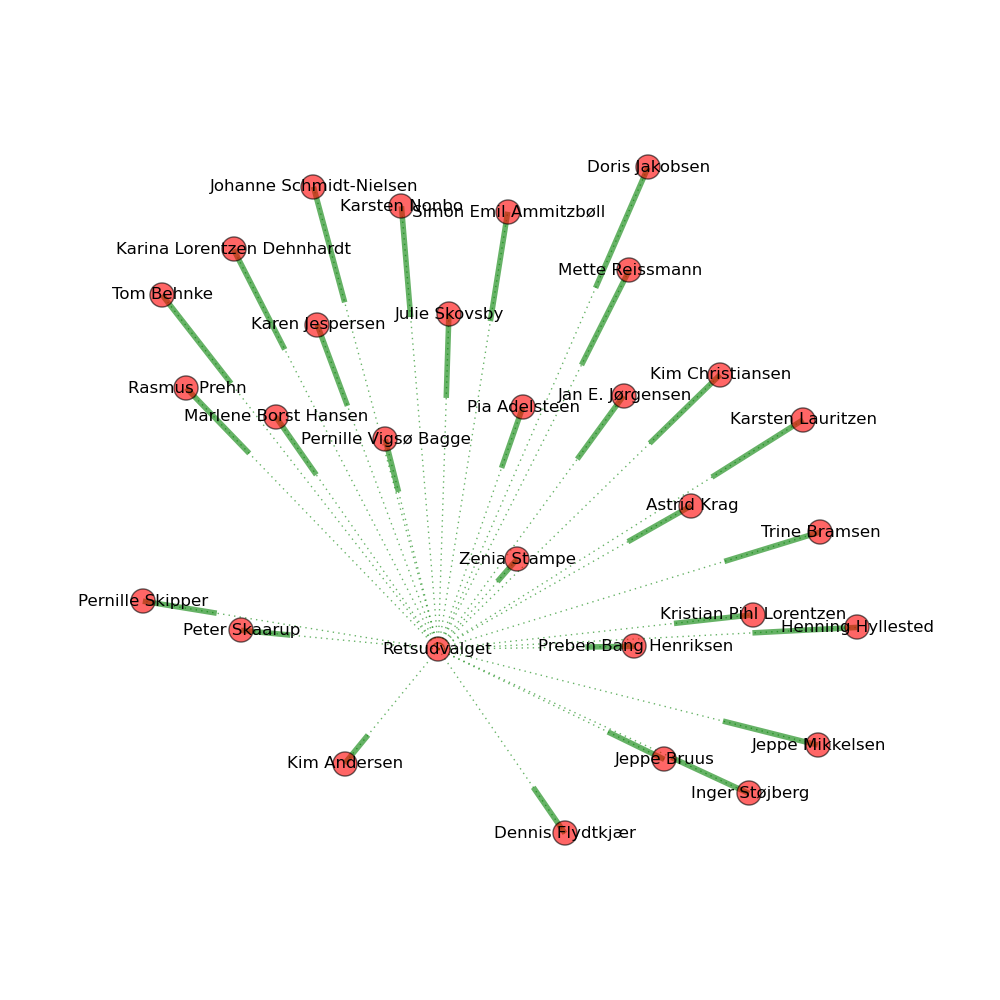 Doris Jakobsen
Johanne Schmidt-Nielsen
Karsten Nonbo
Simon Emil Ammitzbøll
Karina Lorentzen Dehnhardt
Mette Reissmann
Tom Behnke
Julie Skovsby
Karen Jespersen
Kim Christiansen
Rasmus Prehn
Jan E. Jørgensen
Pia Adelsteen
Marlene Borst Hansen
Karsten Lauritzen
Pernille Vigsø Bagge
Astrid Krag
Trine Bramsen
Zenia Stampe
Pernille Skipper
Kristian Pihl Lorentzen
Henning Hyllested
Peter Skaarup
Preben Bang Henriksen
Retsudvalget
Jeppe Mikkelsen
Jeppe Bruus
Kim Andersen
Inger Støjberg
Dennis Flydtkjær